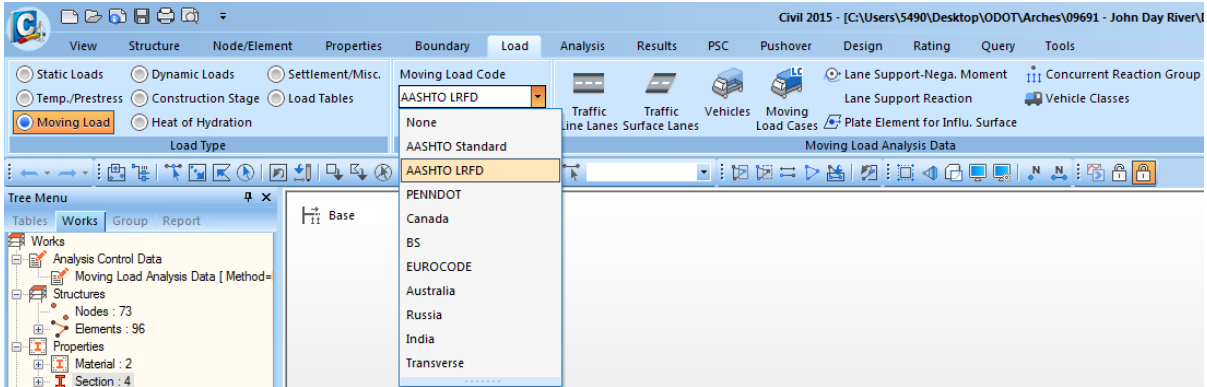 Civil 2015 - [C:\Users\5490\Desktop\ODOT\Arches\09691 - John Day River\
View Structure Node/Element Properties Boundary Load Analysis Results PSC Pushover Design Rating Query Tools
Static Loads Dynamic Loads Settlement/Misc.
Temp./Prestress Construction Stage Load Tables
Moving Load Heat of Hydration
Load Type
Moving Load Code
AASHTO LRFD
None
AASHTO Standard
AASHTO LRFD
PENNDOT
Canada
BS
EUROCODE
Australia
Russia
India
Transverse
Traffic
Line Lanes
Traffic
Surface Lanes
Vehicles
LC
Moving
Load Cases
Lane Support-Nega. Moment
Lane Support Reaction
Plate Element for Influ. Surface
Concurrent Reaction Group
Vehicle Classes
Moving Load Analysis Data
Tree Menu
Tables Works Group Report
Works
Analysis Control Data
Moving Load Analysis Data [ Method=
Structures
Nodes : 73
Elements : 96
Properties
Material : 2
Section : 4
Base